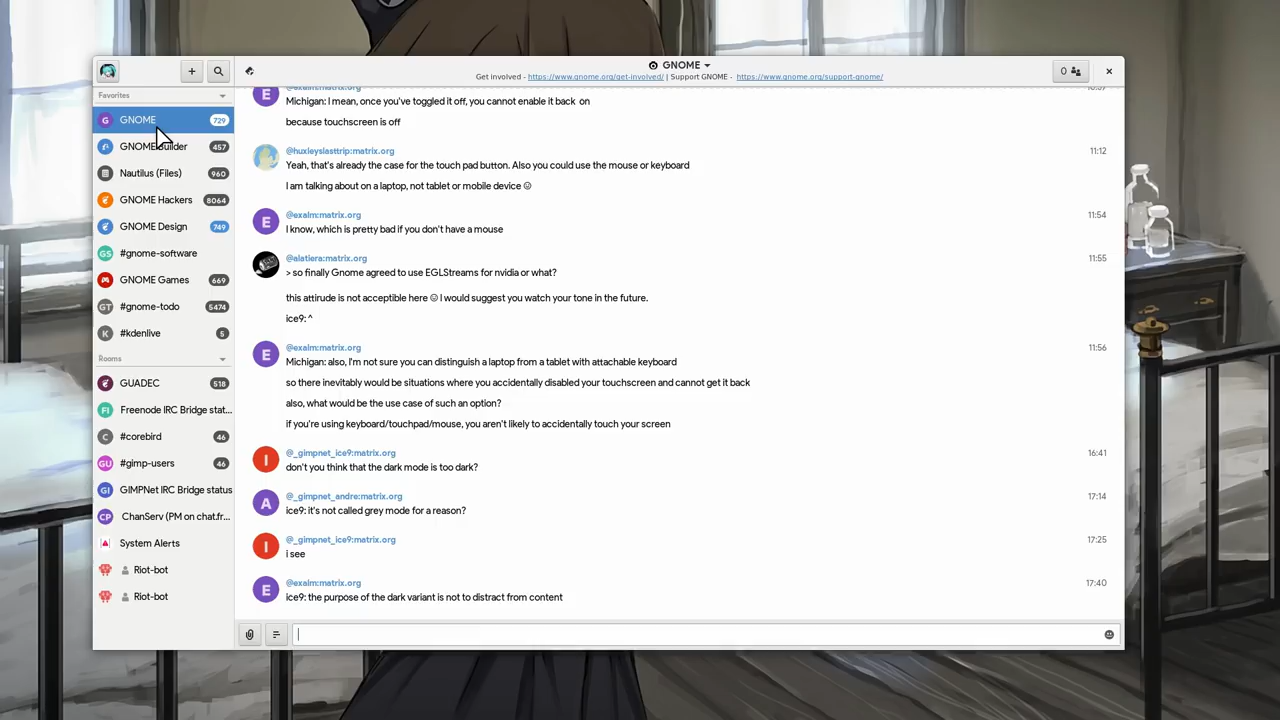 GNOME
Get involved - https://www.gnome.org/get-involved/ | Support GNOME - https://www.gnome.org/support-gnome/
0
Favorites
GNOME 729
GNOME Builder 457
Nautilus (Files) 960
GNOME Hackers 8064
GNOME Design 749
#gnome-software
GNOME Games 669
#gnome-todo 5474
#kdenlive 5
Rooms
GUADEC 518
Freenode IRC Bridge stat...
#corebird 46
#gimp-users 46
GIMPNet IRC Bridge status
ChanServ (PM on chat.fr...
System Alerts
Riot-bot
Riot-bot
@exalm:matrix.org
Michigan: I mean, once you've toggled it off, you cannot enable it back on
because touchscreen is off
@huxleyslasttrip:matrix.org 11:12
Yeah, that's already the case for the touch pad button. Also you could use the mouse or keyboard
I am talking about on a laptop, not tablet or mobile device ☺
@exalm:matrix.org 11:54
I know, which is pretty bad if you don't have a mouse
@alatiera:matrix.org 11:55
> so finally Gnome agreed to use EGLStreams for nvidia or what?
this attirude is not acceptible here ☺ I would suggest you watch your tone in the future.
ice9: ^
@exalm:matrix.org 11:56
Michigan: also, I'm not sure you can distinguish a laptop from a tablet with attachable keyboard
so there inevitably would be situations where you accidentally disabled your touchscreen and cannot get it back
also, what would be the use case of such an option?
if you're using keyboard/touchpad/mouse, you aren't likely to accidentally touch your screen
@_gimpnet_ice9:matrix.org 16:41
don't you think that the dark mode is too dark?
@_gimpnet_andre:matrix.org 17:14
ice9: it's not called grey mode for a reason?
@_gimpnet_ice9:matrix.org 17:25
i see
@exalm:matrix.org 17:40
ice9: the purpose of the dark variant is not to distract from content